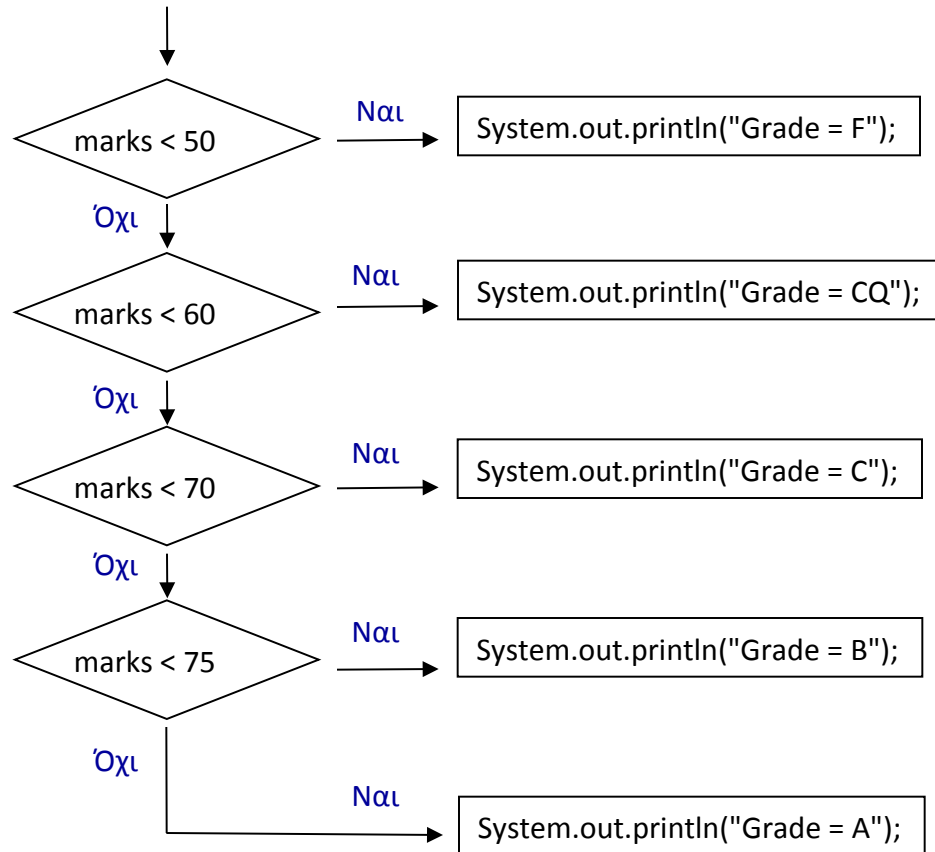 Ναι
marks < 50
System.out.println("Grade = F");
Όχι
Ναι
marks < 60
System.out.println("Grade = CQ");
Όχι
Ναι
marks < 70
System.out.println("Grade = C");
Όχι
Ναι
marks < 75
System.out.println("Grade = B");
Όχι
Ναι
System.out.println("Grade = A");